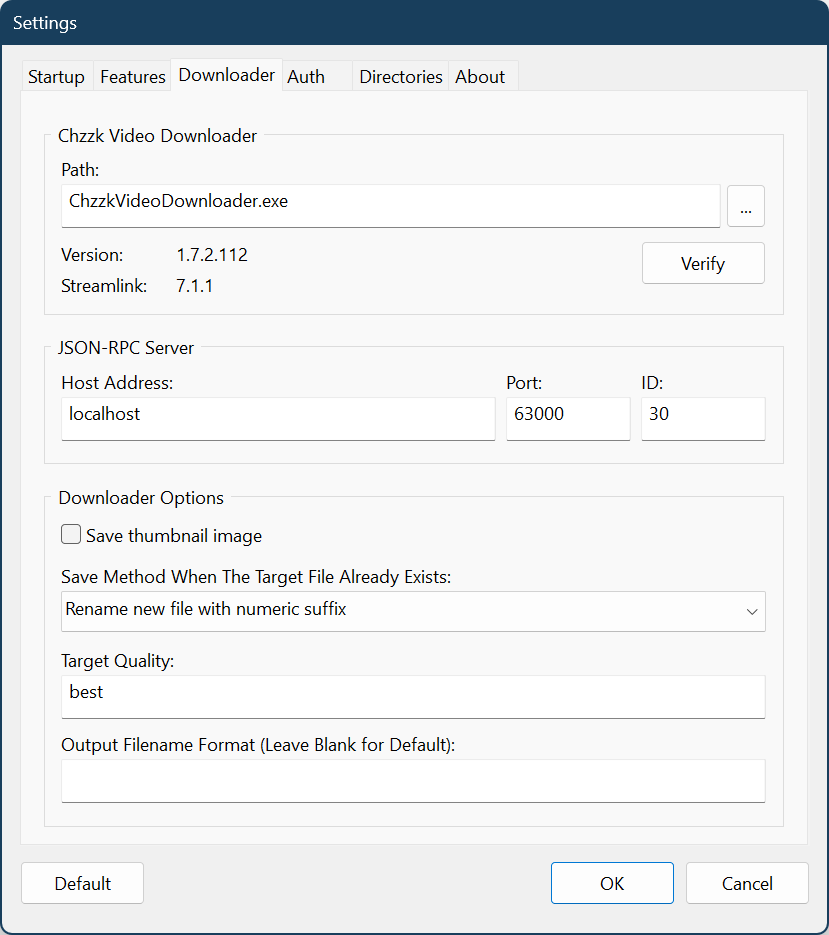 Settings
Startup Features Downloader Auth Directories About
Chzzk Video Downloader
Path:
ChzzkVideoDownloader.exe ...
Version: 1.7.2.112
Verify
Streamlink: 7.1.1
JSON-RPC Server
Host Address: Port: ID:
localhost 63000 30
Downloader Options
Save thumbnail image
Save Method When The Target File Already Exists:
Rename new file with numeric suffix
Target Quality:
best
Output Filename Format (Leave Blank for Default):
Default OK Cancel